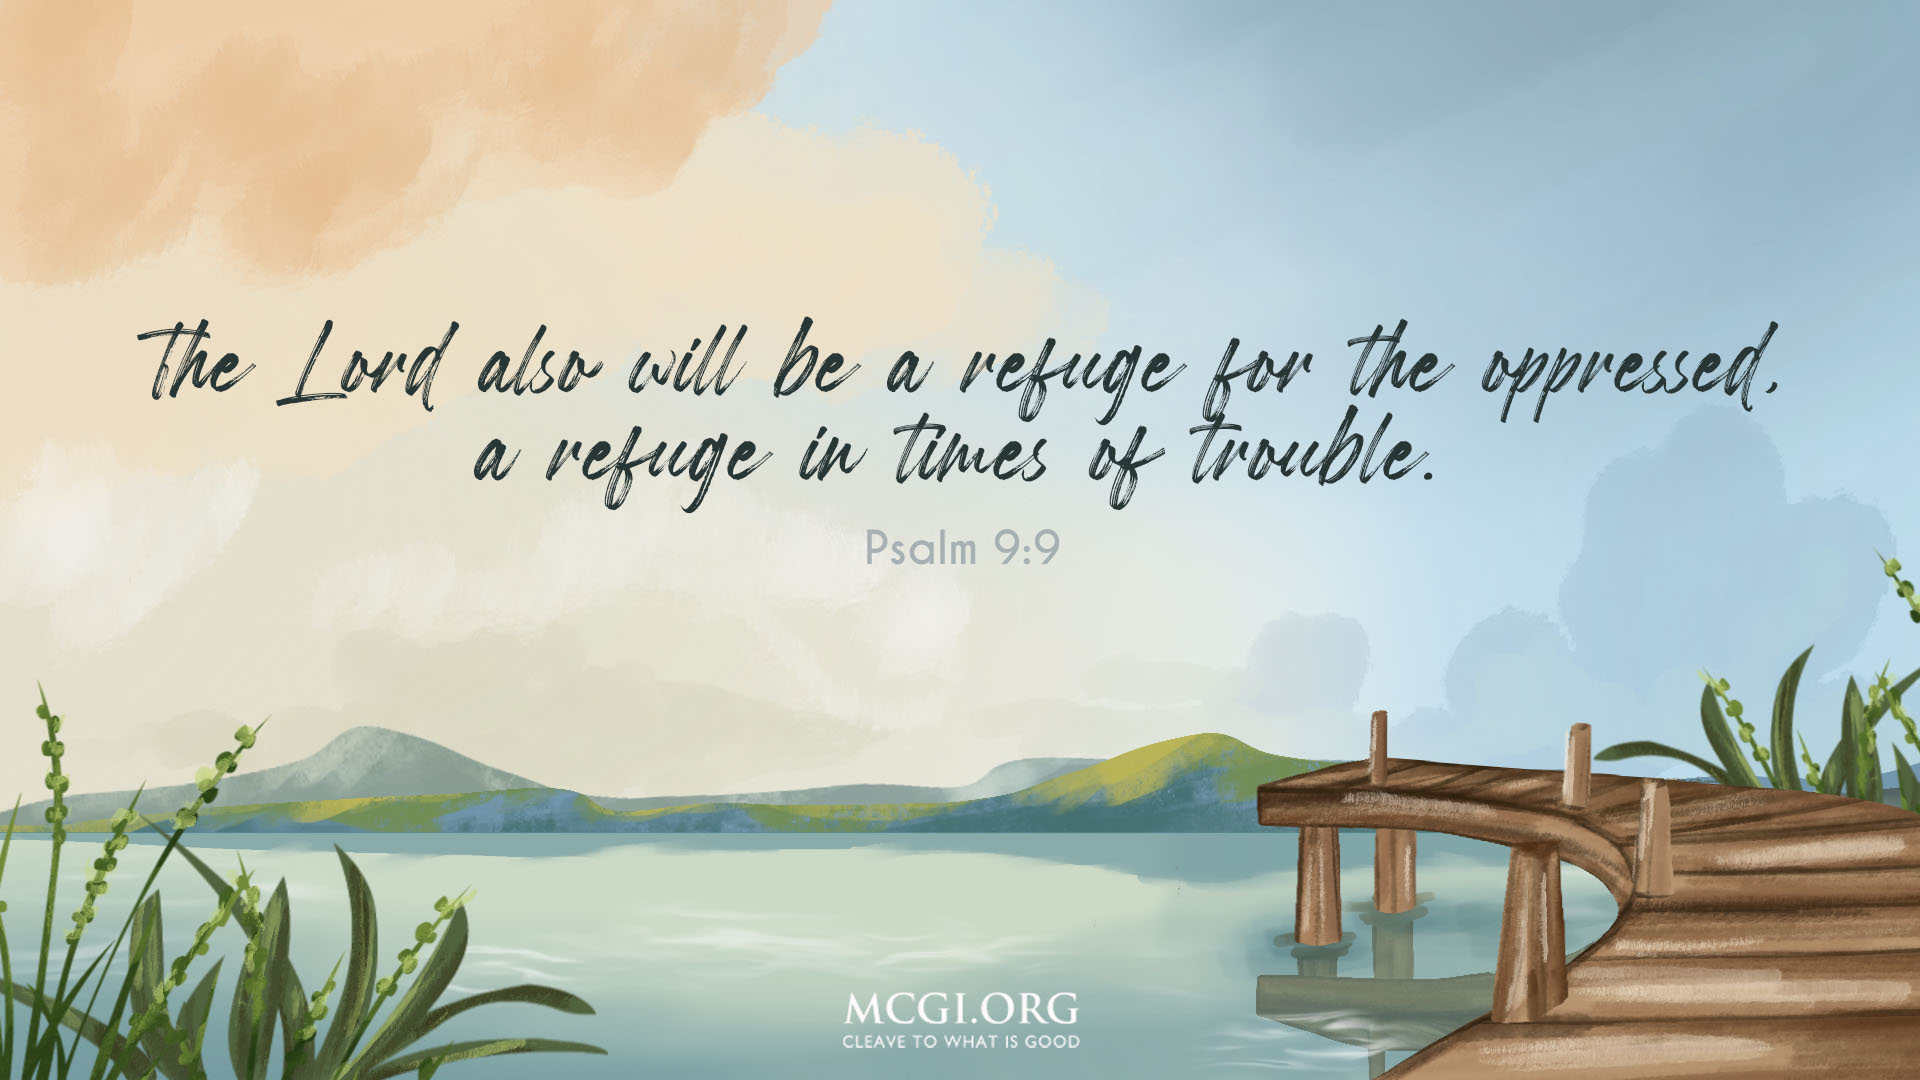 The Lord also will be a refuge for the oppressed,
a refuge in times of trouble.
Psalm 9:9
MCGI.ORG
CLEAVE TO WHAT IS GOOD